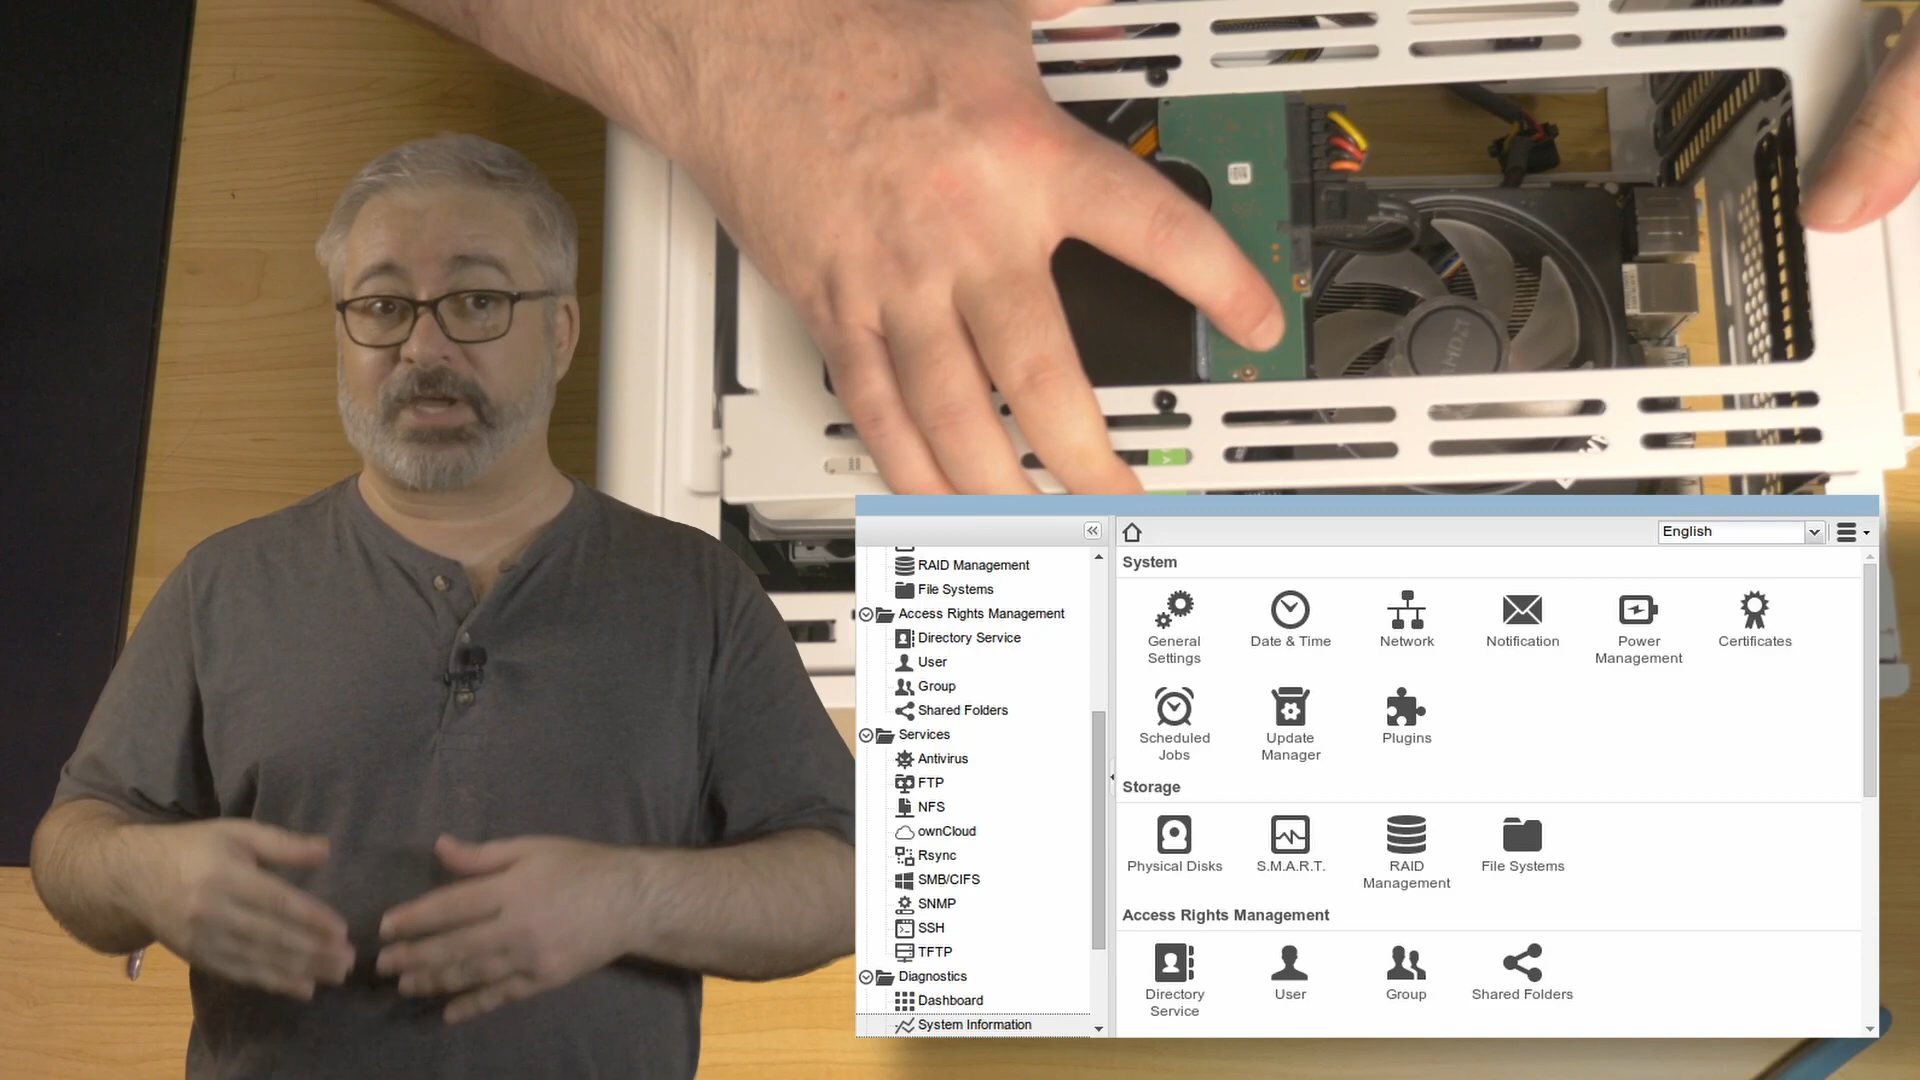 AMD
English
RAID Management
File Systems
Access Rights Management
Directory Service
User
Group
Shared Folders
Services
Antivirus
FTP
NFS
ownCloud
Rsync
SMB/CIFS
SNMP
SSH
TFTP
Diagnostics
Dashboard
System Information
System
General
Settings
Date & Time
Network
Notification
Power
Management
Certificates
Scheduled
Jobs
Update
Manager
Plugins
Storage
Physical Disks
S.M.A.R.T.
RAID
Management
File Systems
Access Rights Management
Directory
Service
User
Group
Shared Folders